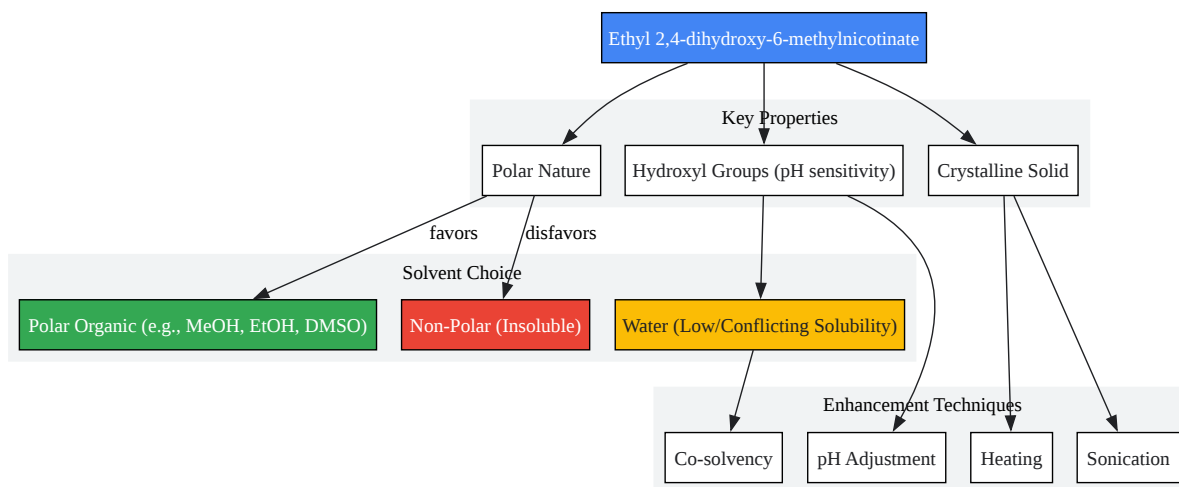 Ethyl 2,4-dihydroxy-6-methylnicotinate
Key Properties
Polar Nature
Hydroxyl Groups (pH sensitivity)
Crystalline Solid
favors
disfavors
Solvent Choice
Polar Organic (e.g., MeOH, EtOH, DMSO)
Non-Polar (Insoluble)
Water (Low/Conflicting Solubility)
Enhancement Techniques
Co-solvency
pH Adjustment
Heating
Sonication